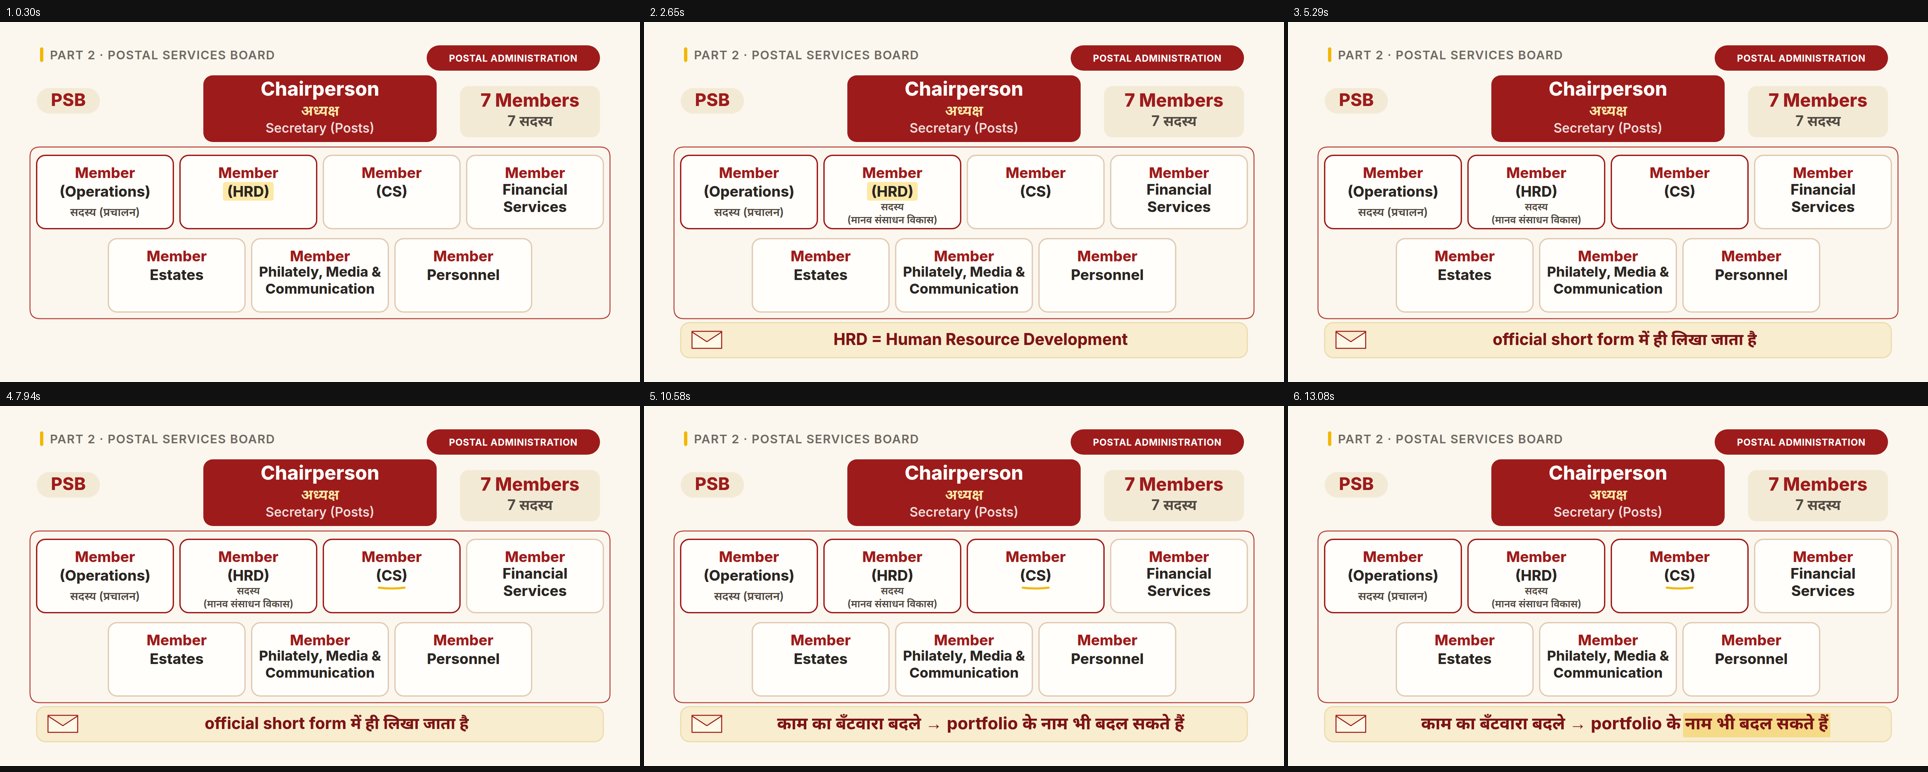 1. 0.30s
PART 2 · POSTAL SERVICES BOARD
POSTAL ADMINISTRATION
PSB
Chairperson
अध्यक्ष
Secretary (Posts)
7 Members
7 सदस्य
Member
(Operations)
सदस्य (प्रचालन)
Member
(HRD)
Member
(CS)
Member
Financial
Services
Member
Estates
Member
Philately, Media &
Communication
Member
Personnel
2. 2.65s
PART 2 · POSTAL SERVICES BOARD
POSTAL ADMINISTRATION
PSB
Chairperson
अध्यक्ष
Secretary (Posts)
7 Members
7 सदस्य
Member
(Operations)
सदस्य (प्रचालन)
Member
(HRD)
सदस्य
(मानव संसाधन विकास)
Member
(CS)
Member
Financial
Services
Member
Estates
Member
Philately, Media &
Communication
Member
Personnel
HRD = Human Resource Development
3. 5.29s
PART 2 · POSTAL SERVICES BOARD
POSTAL ADMINISTRATION
PSB
Chairperson
अध्यक्ष
Secretary (Posts)
7 Members
7 सदस्य
Member
(Operations)
सदस्य (प्रचालन)
Member
(HRD)
सदस्य
(मानव संसाधन विकास)
Member
(CS)
Member
Financial
Services
Member
Estates
Member
Philately, Media &
Communication
Member
Personnel
official short form में ही लिखा जाता है
4. 7.94s
PART 2 · POSTAL SERVICES BOARD
POSTAL ADMINISTRATION
PSB
Chairperson
अध्यक्ष
Secretary (Posts)
7 Members
7 सदस्य
Member
(Operations)
सदस्य (प्रचालन)
Member
(HRD)
सदस्य
(मानव संसाधन विकास)
Member
(CS)
Member
Financial
Services
Member
Estates
Member
Philately, Media &
Communication
Member
Personnel
official short form में ही लिखा जाता है
5. 10.58s
PART 2 · POSTAL SERVICES BOARD
POSTAL ADMINISTRATION
PSB
Chairperson
अध्यक्ष
Secretary (Posts)
7 Members
7 सदस्य
Member
(Operations)
सदस्य (प्रचालन)
Member
(HRD)
सदस्य
(मानव संसाधन विकास)
Member
(CS)
Member
Financial
Services
Member
Estates
Member
Philately, Media &
Communication
Member
Personnel
काम का बँटवारा बदले → portfolio के नाम भी बदल सकते हैं
6. 13.08s
PART 2 · POSTAL SERVICES BOARD
POSTAL ADMINISTRATION
PSB
Chairperson
अध्यक्ष
Secretary (Posts)
7 Members
7 सदस्य
Member
(Operations)
सदस्य (प्रचालन)
Member
(HRD)
सदस्य
(मानव संसाधन विकास)
Member
(CS)
Member
Financial
Services
Member
Estates
Member
Philately, Media &
Communication
Member
Personnel
काम का बँटवारा बदले → portfolio के नाम भी बदल सकते हैं